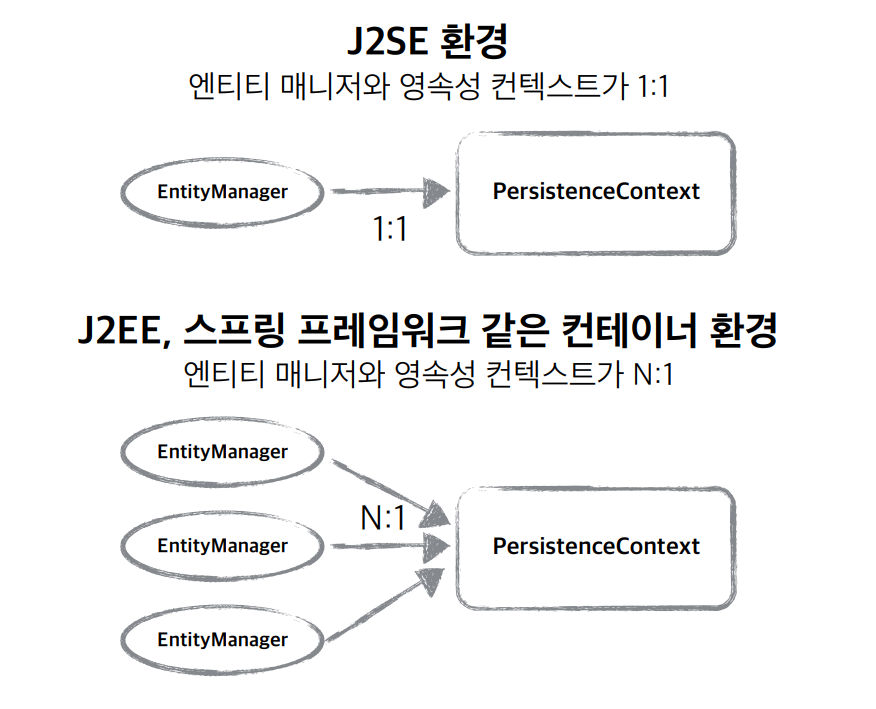 J2SE 환경
엔티티 매니저와 영속성 컨텍스트가 1:1
EntityManager
PersistenceContext
1:1
J2EE, 스프링 프레임워크 같은 컨테이너 환경
엔티티 매니저와 영속성 컨텍스트가 N:1
EntityManager
N:1
EntityManager
PersistenceContext
EntityManager